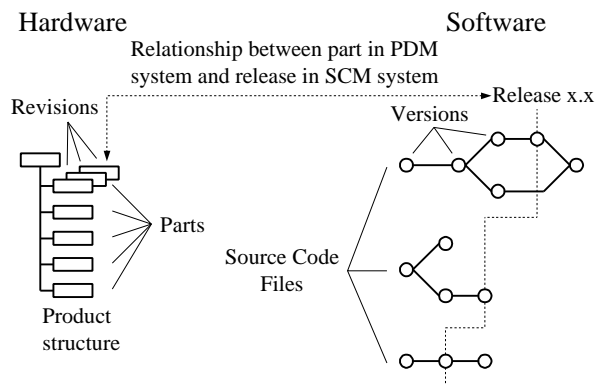 Hardware
Software
Relationship between part in PDM
system and release in SCM system
Revisions
Release x.x
Versions
Parts
Source Code
Files
Product
structure